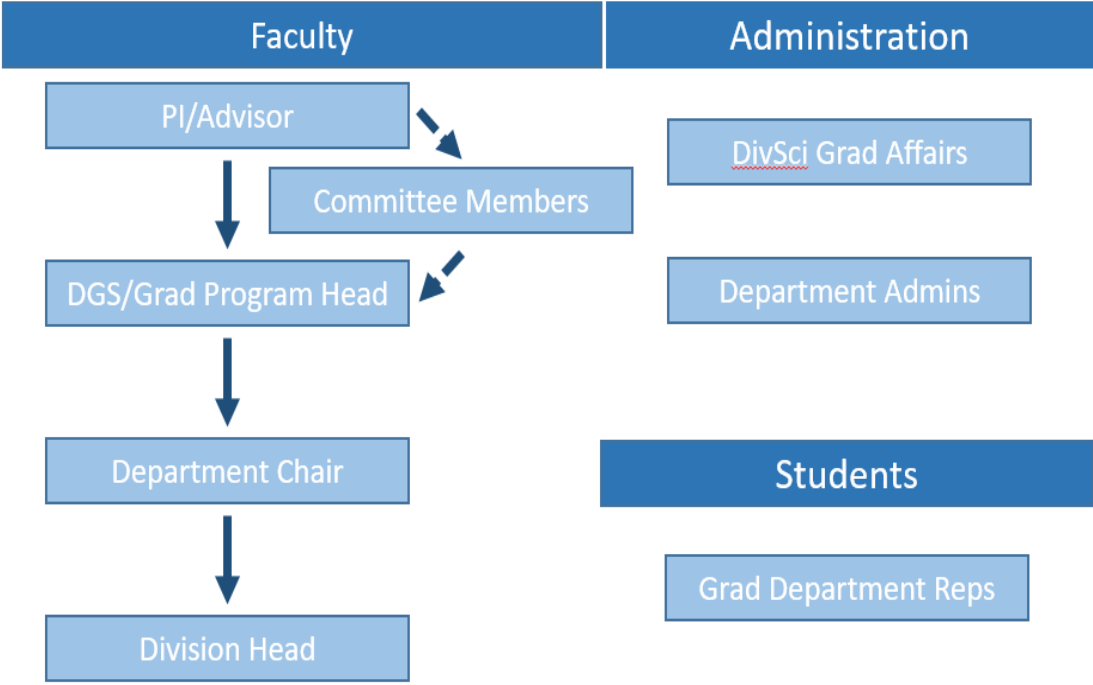 Faculty
PI/Advisor
Committee Members
DGS/Grad Program Head
Department Chair
Division Head
Administration
DivSci Grad Affairs
Department Admins
Students
Grad Department Reps